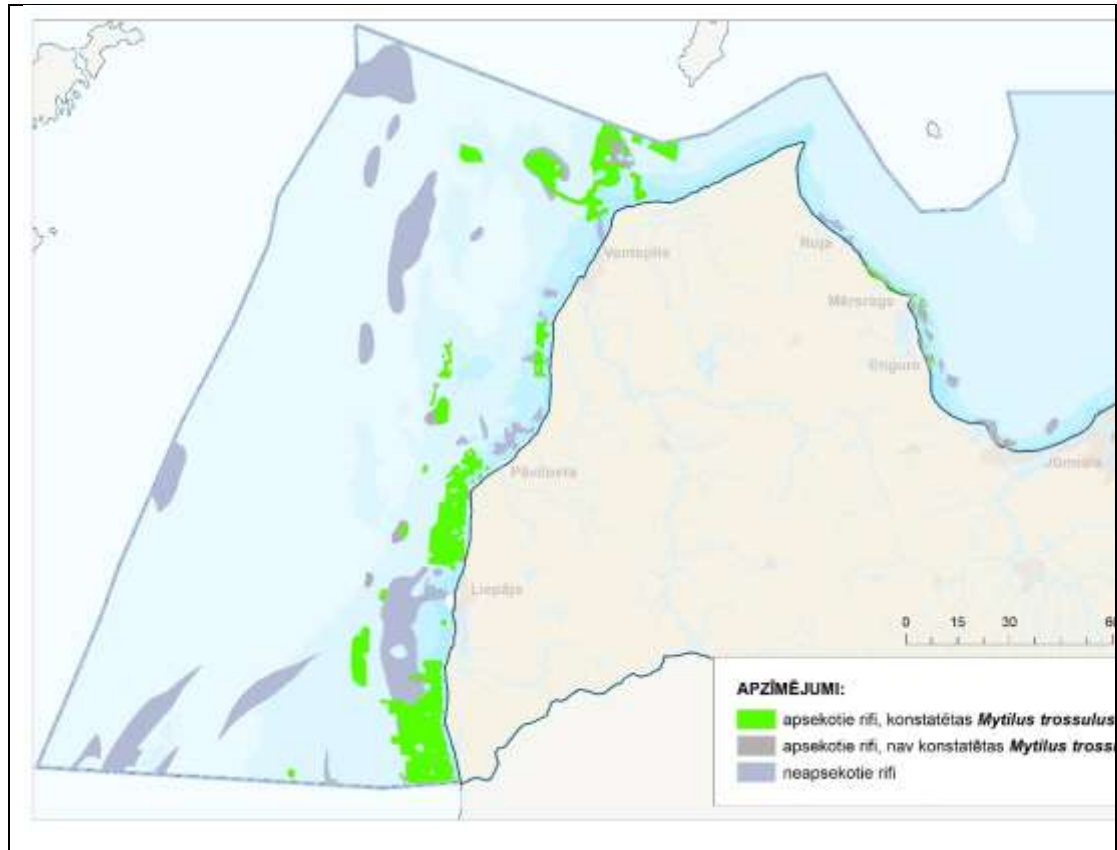 Ventspils
Roja
Mērsrags
Engure
Pāvilosta
Jūrmala
Liepāja
0 15 30 60
APZĪMĒJUMI:
apsekotie rifi, konstatētas Mytilus trossulus
apsekotie rifi, nav konstatētas Mytilus tross
neapsekotie rifi